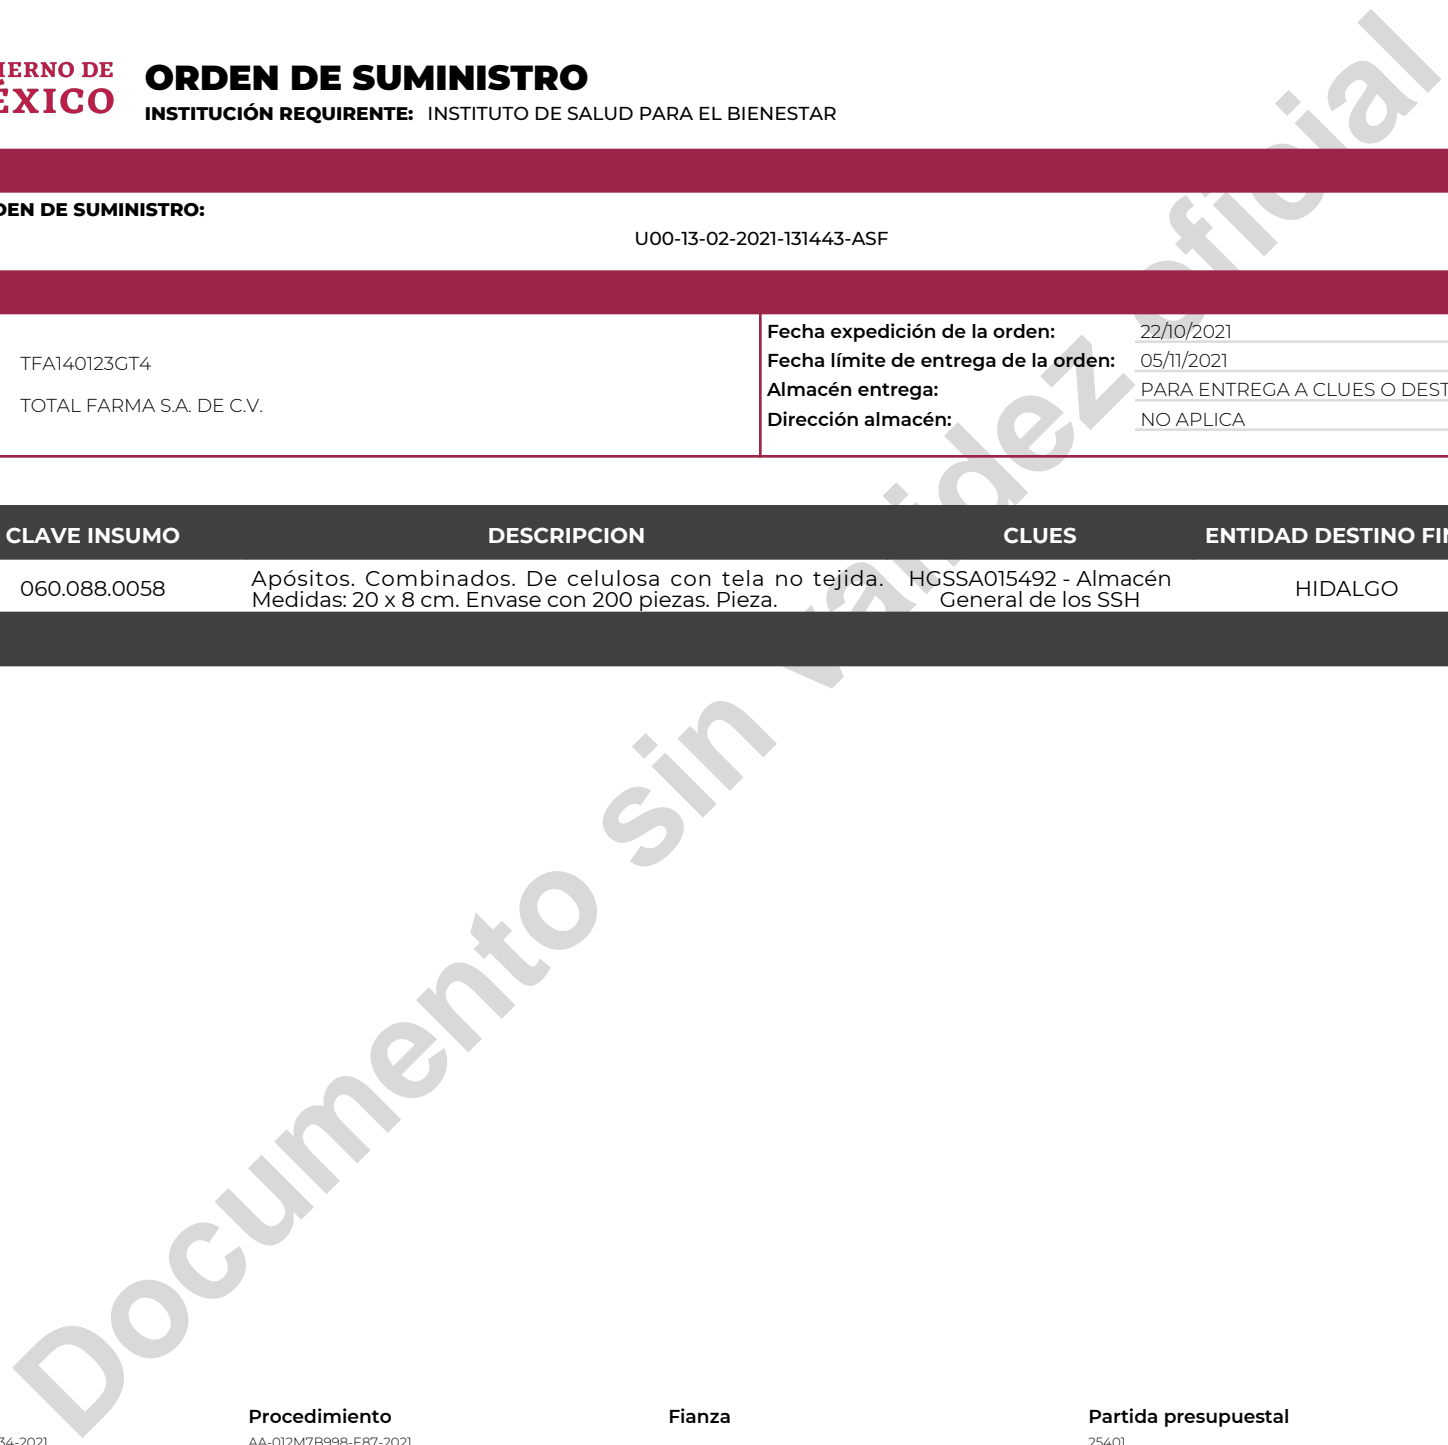 ORDEN DE SUMINISTRO
INSTITUCIÓN REQUIRENTE: INSTITUTO DE SALUD PARA EL BIENESTAR
IERNO DE
ÉXICO
DEN DE SUMINISTRO:
U00-13-02-2021-131443-ASF
TFA140123GT4
TOTAL FARMA S.A. DE C.V.
Fecha expedición de la orden: 22/10/2021
Fecha límite de entrega de la orden: 05/11/2021
Almacén entrega: PARA ENTREGA A CLUES O DEST
Dirección almacén: NO APLICA
CLAVE INSUMO DESCRIPCION CLUES ENTIDAD DESTINO FIN
060.088.0058
Apósitos. Combinados. De celulosa con tela no tejida.
Medidas: 20 x 8 cm. Envase con 200 piezas. Pieza.
HGSSA015492 - Almacén
General de los SSH
HIDALGO
Documento sin validez oficial
Procedimiento Fianza Partida presupuestal
34-2021 AA-012M7B998-E87-2021 25401